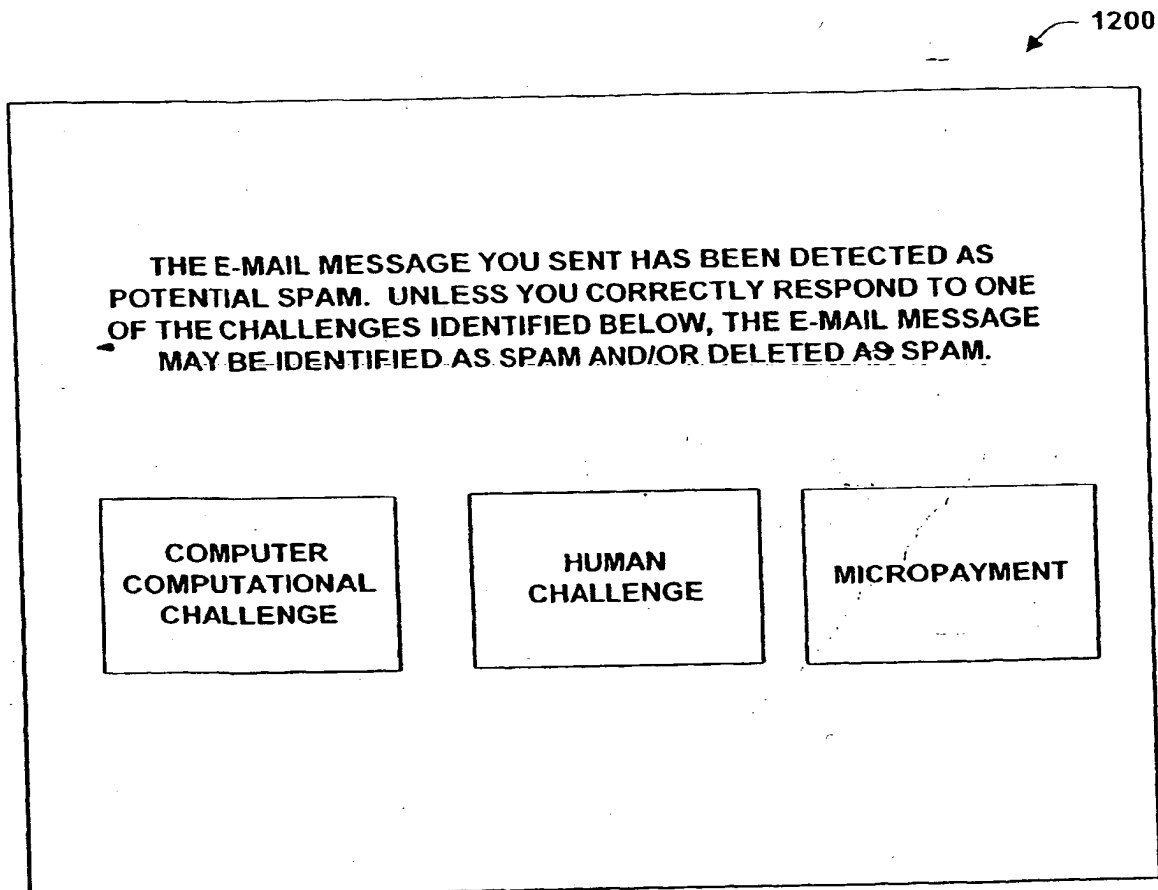 1200
THE E-MAIL MESSAGE YOU SENT HAS BEEN DETECTED AS
POTENTIAL SPAM. UNLESS YOU CORRECTLY RESPOND TO ONE
OF THE CHALLENGES IDENTIFIED BELOW, THE E-MAIL MESSAGE
MAY BE IDENTIFIED AS SPAM AND/OR DELETED AS SPAM.
COMPUTER
COMPUTATIONAL
CHALLENGE
HUMAN
CHALLENGE
MICROPAYMENT